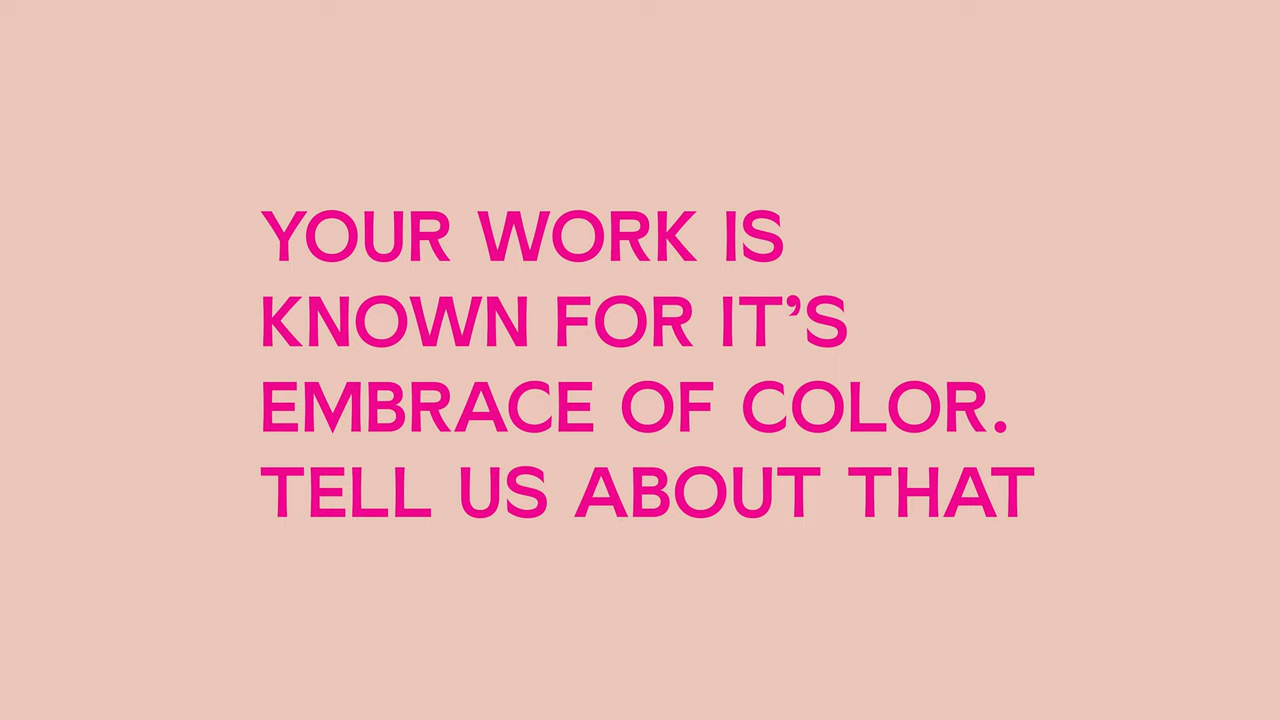 YOUR WORK IS
KNOWN FOR IT’S
EMBRACE OF COLOR.
TELL US ABOUT THAT